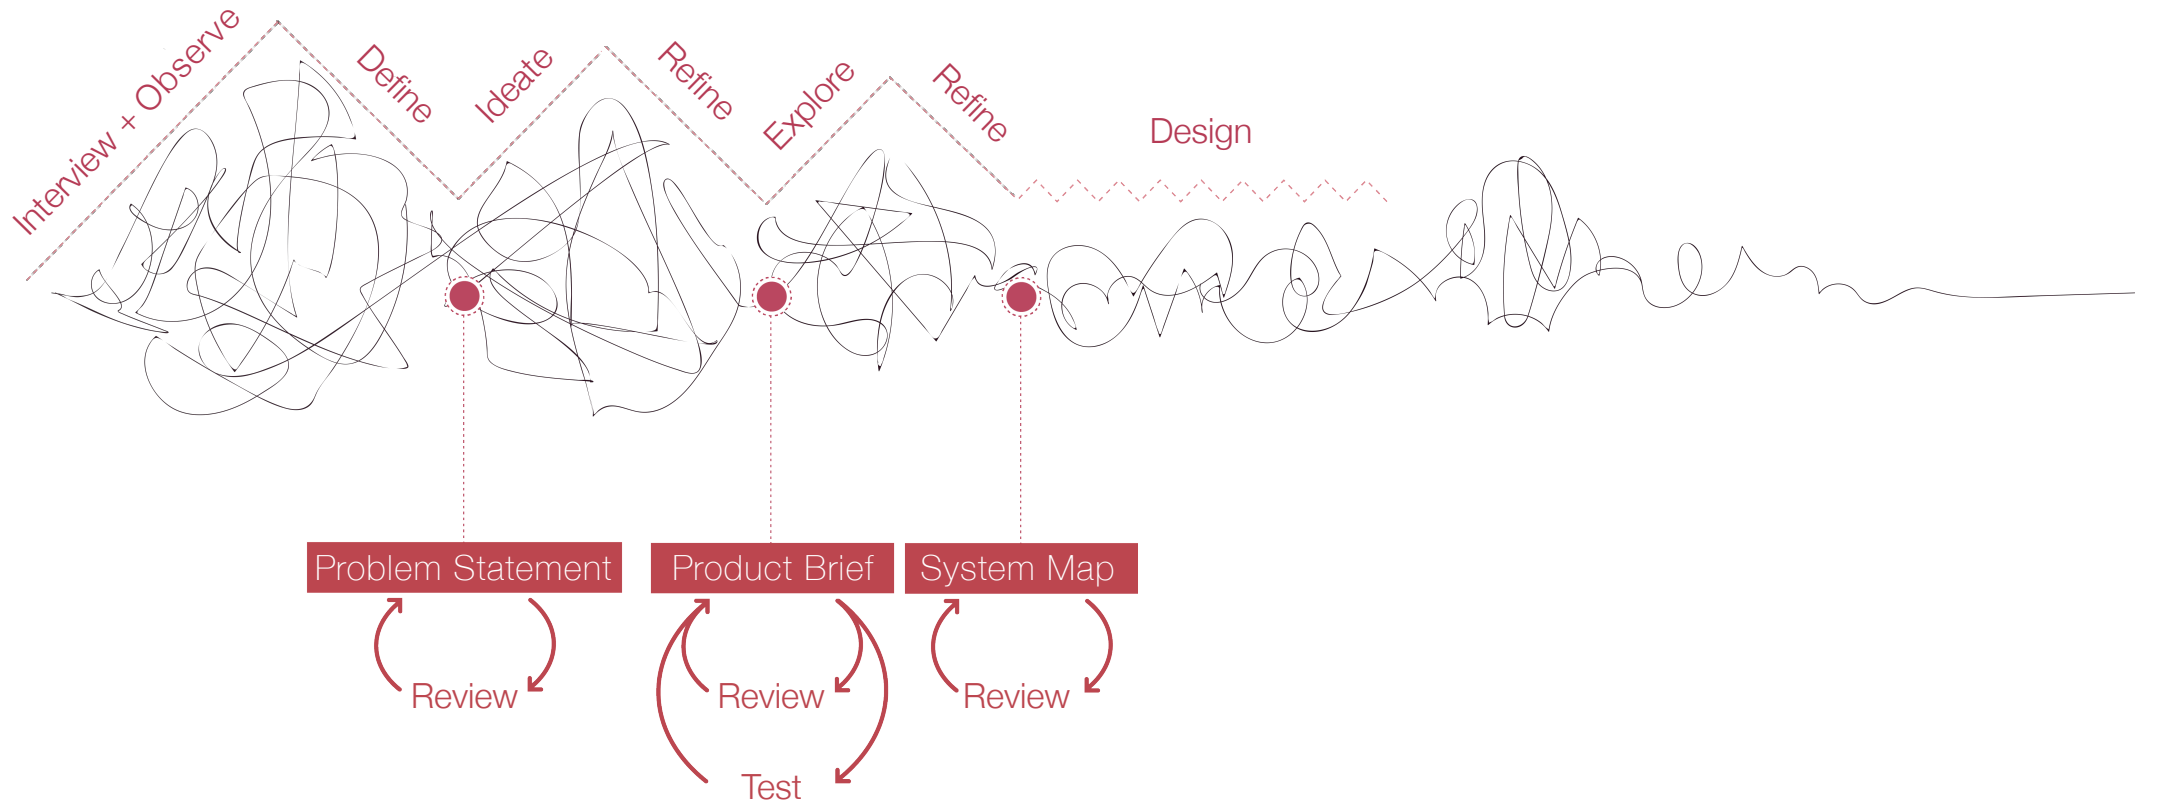 Interview + Observe
Define
Ideate
Refine
Explore
Refine
Design
Problem Statement
Product Brief
System Map
Review
Review
Review
Test